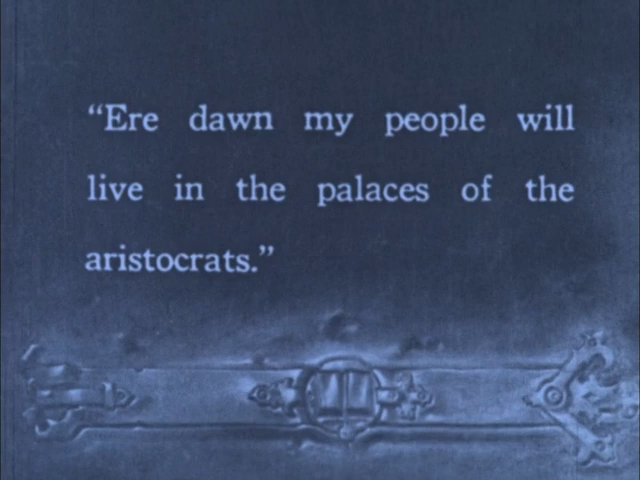 “Ere dawn my people will
live in the palaces of the
aristocrats.”